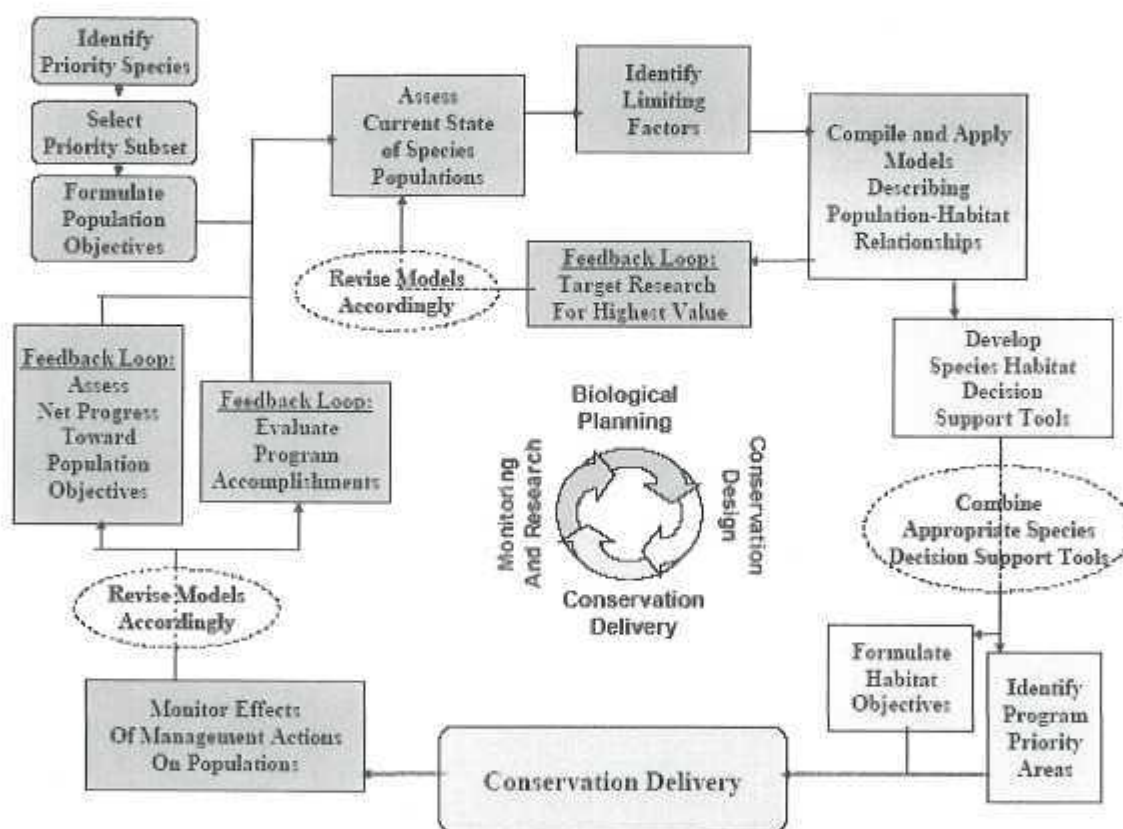 Identify
Priority Species
Select
Priority Subset
Formulate
Population
Objectives
Assess
Current State
of Species
Populations
Identify
Limiting
Factors
Compile and Apply
Models
Describing
Population-Habitat
Relationships
Feedback Loop:
Target Research
For Highest Value
Revise Models
Accordingly
Feedback Loop:
Assess
Net Progress
Toward
Population
Objectives
Feedback Loop:
Evaluate
Program
Accomplishments
Biological
Planning
Conservation
Design
Conservation
Delivery
Monitoring
And Research
Develop
Species Habitat
Decision
Support Tools
Combine
Appropriate Species
Decision Support Tools
Revise Models
Accordingly
Formulate
Habitat
Objectives
Identify
Program
Priority
Areas
Monitor Effects
Of Management Actions
On Populations
Conservation Delivery